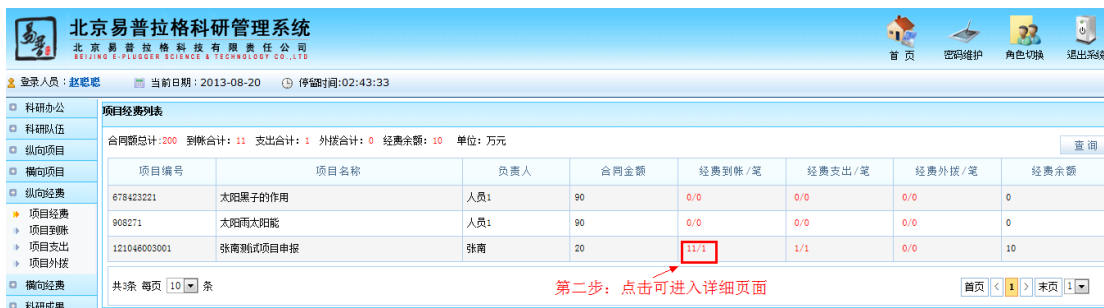 易普
北京易普拉格科研管理系统
北京易普拉格科技有限责任公司
BEIJING E-PLUGGER SCIENCE & TECHNOLOGY CO.,LTD
首 页 密码维护 角色切换 退出系统
登录人员：赵聪聪 当前日期：2013-08-20 停留时间:02:43:33
科研办公
科研队伍
纵向项目
横向项目
纵向经费
项目经费
项目到账
项目支出
项目外拨
横向经费
科研成果
项目经费列表
合同额总计:200 到帐合计: 11 支出合计: 1 外拨合计: 0 经费余额: 10 单位: 万元
查 询
项目编号 项目名称 负责人 合同金额 经费到帐/笔 经费支出/笔 经费外拨/笔 经费余额
678423221 太阳黑子的作用 人员1 90 0/0 0/0 0/0 0
908271 太阳雨太阳能 人员1 90 0/0 0/0 0/0 0
121046003001 张南测试项目申报 张南 20 11/1 1/1 0/0 10
共3条 每页 10 条
第二步：点击可进入详细页面
首页 < 1 > 末页 1